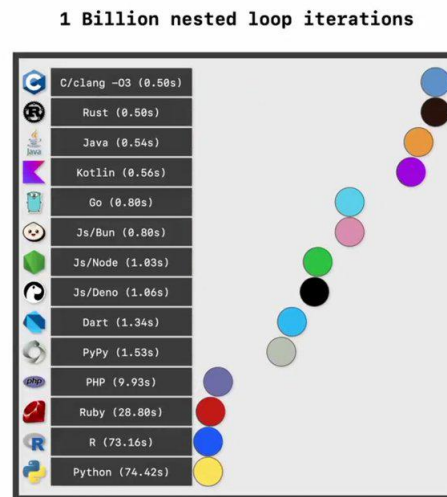 1 Billion nested loop iterations
C/clang -O3 (0.50s)
Rust (0.50s)
Java (0.54s)
Java
Kotlin (0.56s)
Go (0.80s)
Js/Bun (0.80s)
Js/Node (1.03s)
Js/Deno (1.06s)
Dart (1.34s)
PyPy (1.53s)
php PHP (9.93s)
Ruby (28.80s)
R R (73.16s)
Python (74.42s)